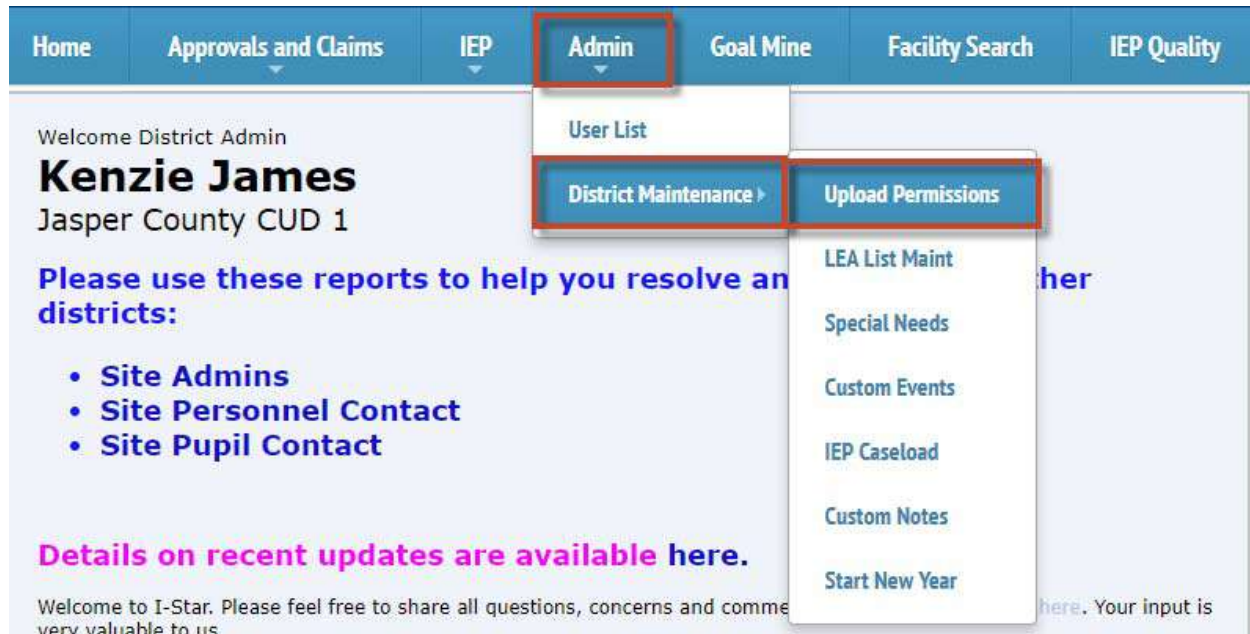 Home Approvals and Claims IEP Admin Goal Mine Facility Search IEP Quality
User List
District Maintenance
Upload Permissions
LEA List Maint
Special Needs
Custom Events
IEP Caseload
Custom Notes
Start New Year
Welcome District Admin
Kenzie James
Jasper County CUD 1
Please use these reports to help you resolve
districts:
• Site Admins
• Site Personnel Contact
• Site Pupil Contact
Details on recent updates are available here.
Welcome to I-Star. Please feel free to share all questions, concerns and here. Your input is
very valuable to us